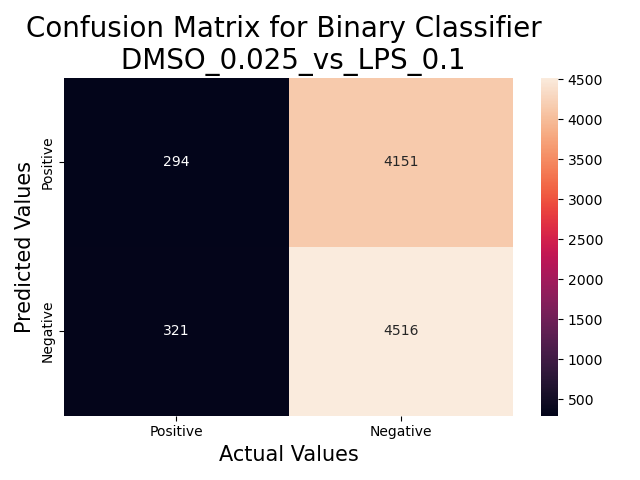 Confusion Matrix for Binary Classifier
DMSO_0.025_vs_LPS_0.1
Predicted Values
Positive
Negative
294
4151
321
4516
Positive
Negative
Actual Values
4500
4000
3500
3000
2500
2000
1500
1000
500